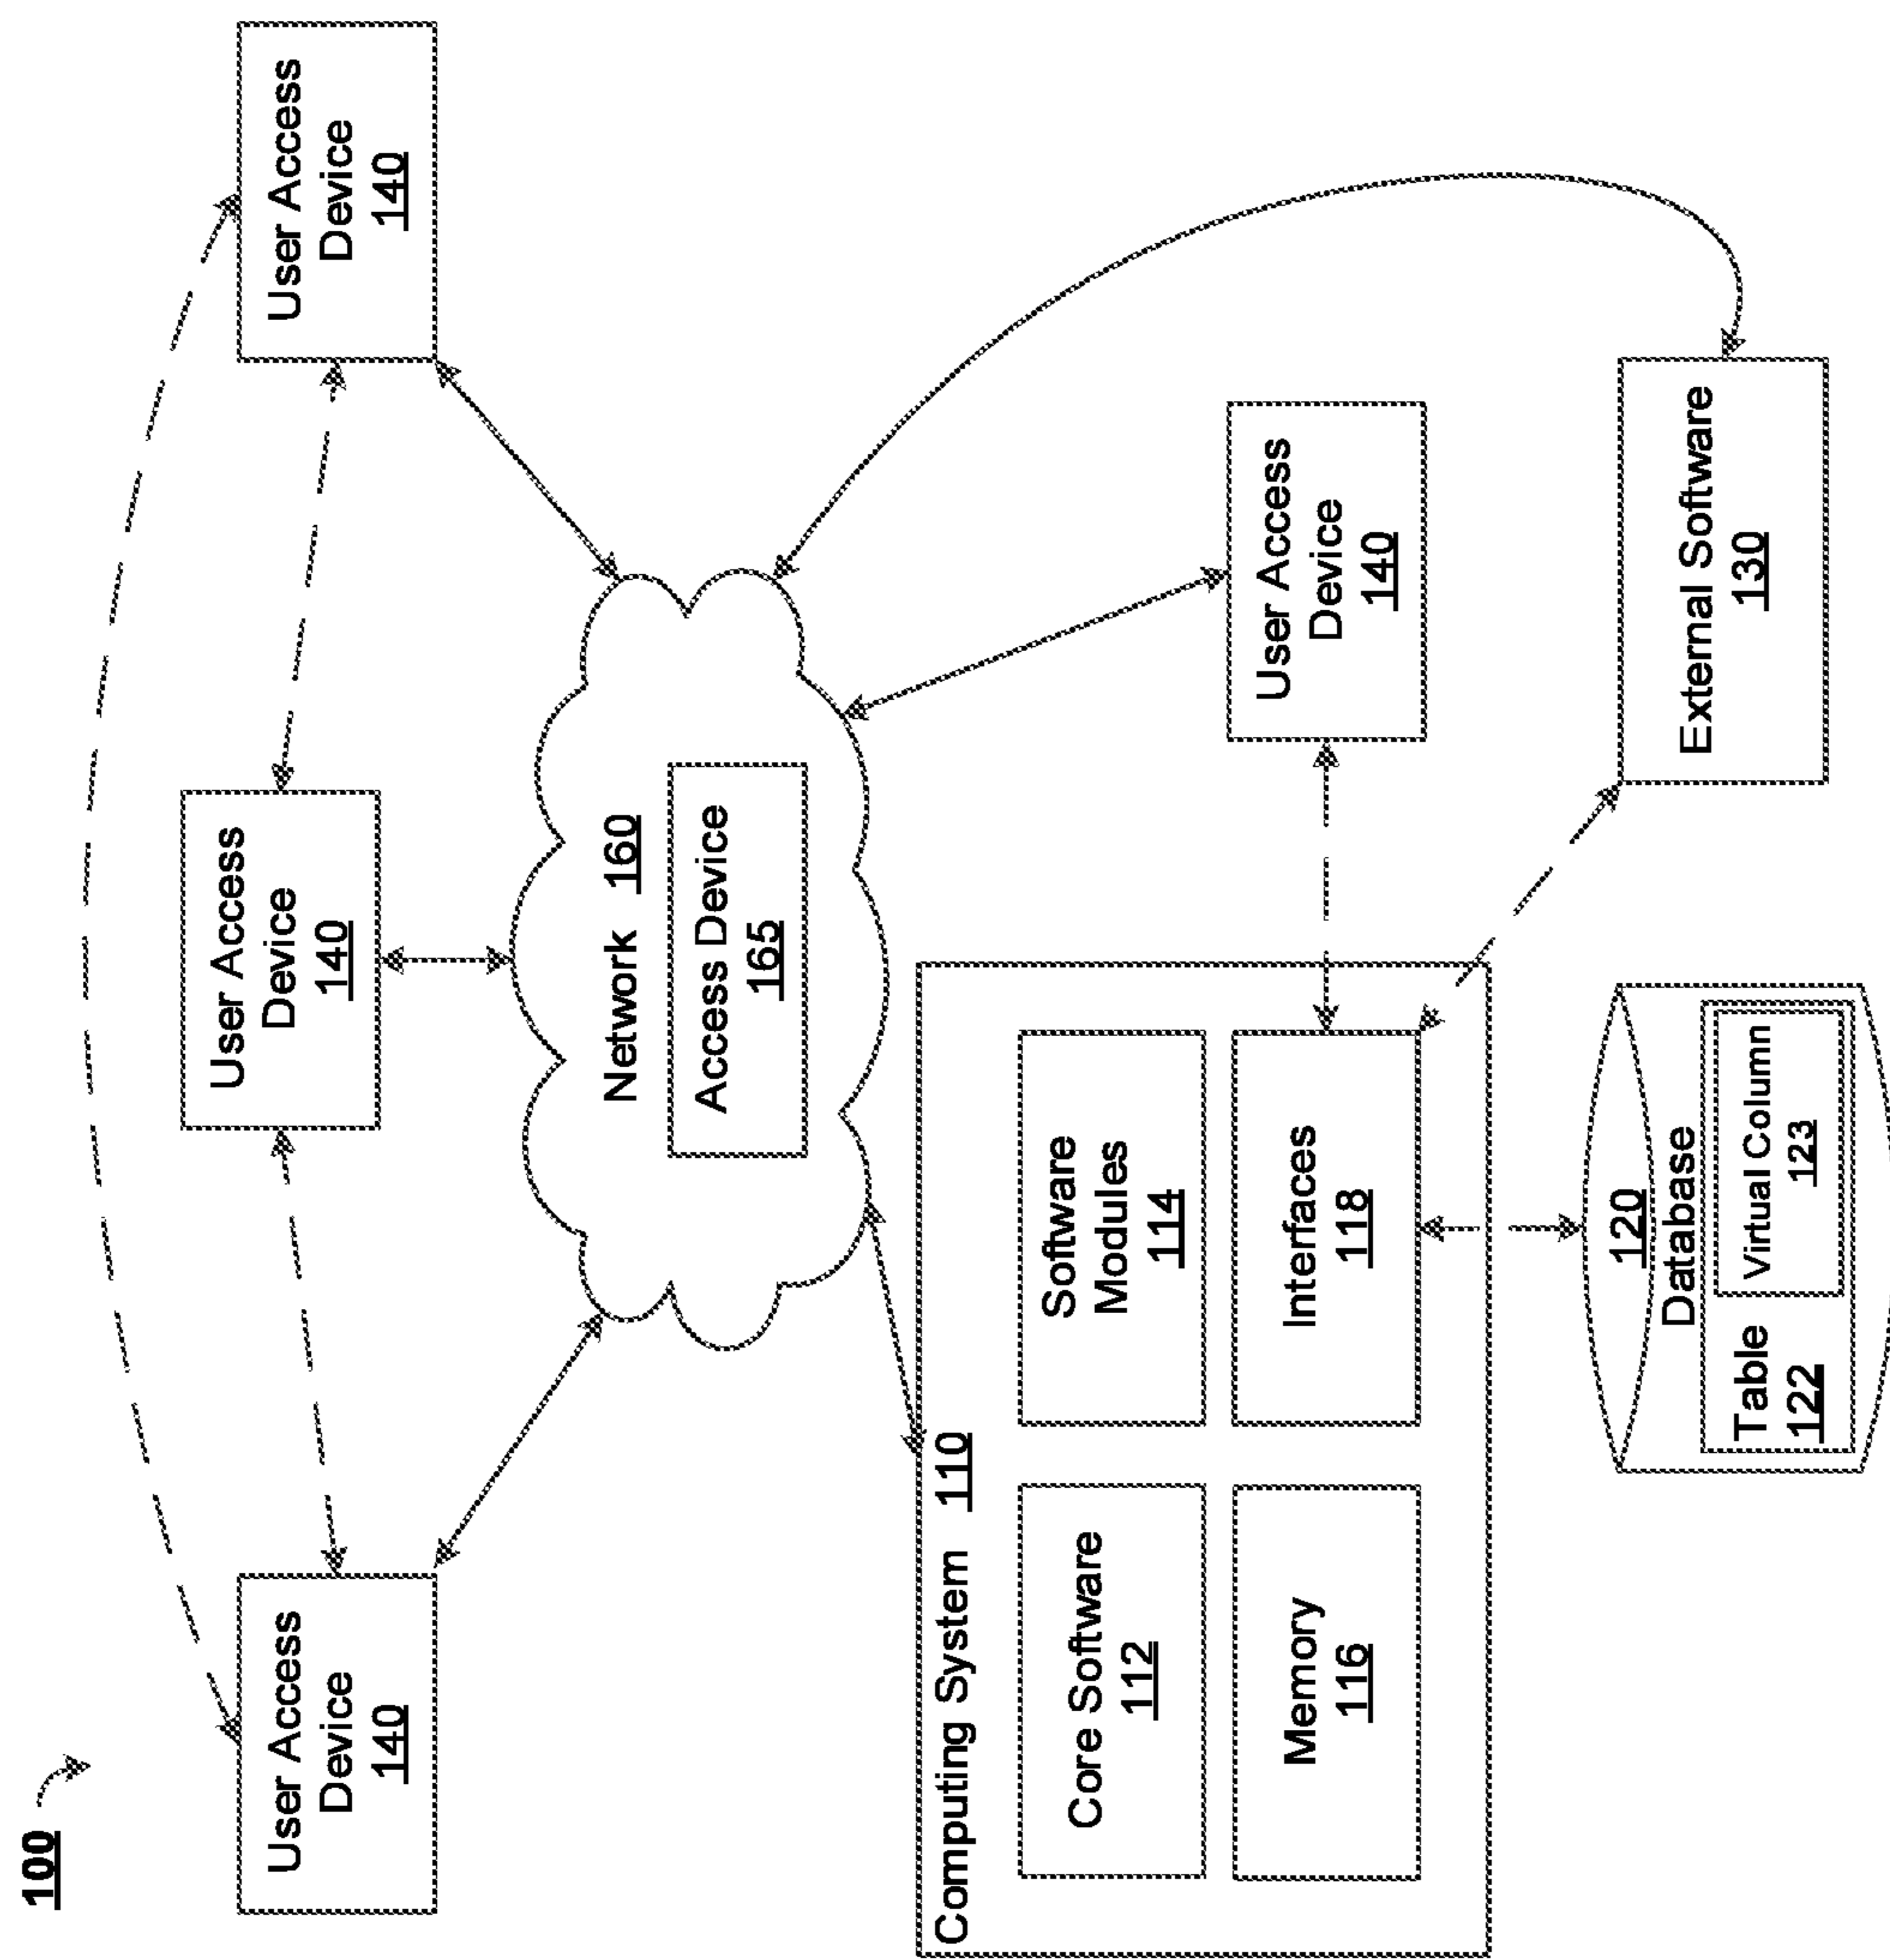 100
User Access
Device
140
User Access
Device
140
User Access
Device
140
Network 160
Access Device
165
Computing System 110
Core Software
112
Software
Modules
114
Memory
116
Interfaces
118
User Access
Device
140
120
Database
Table
122
Virtual Column
123
External Software
130